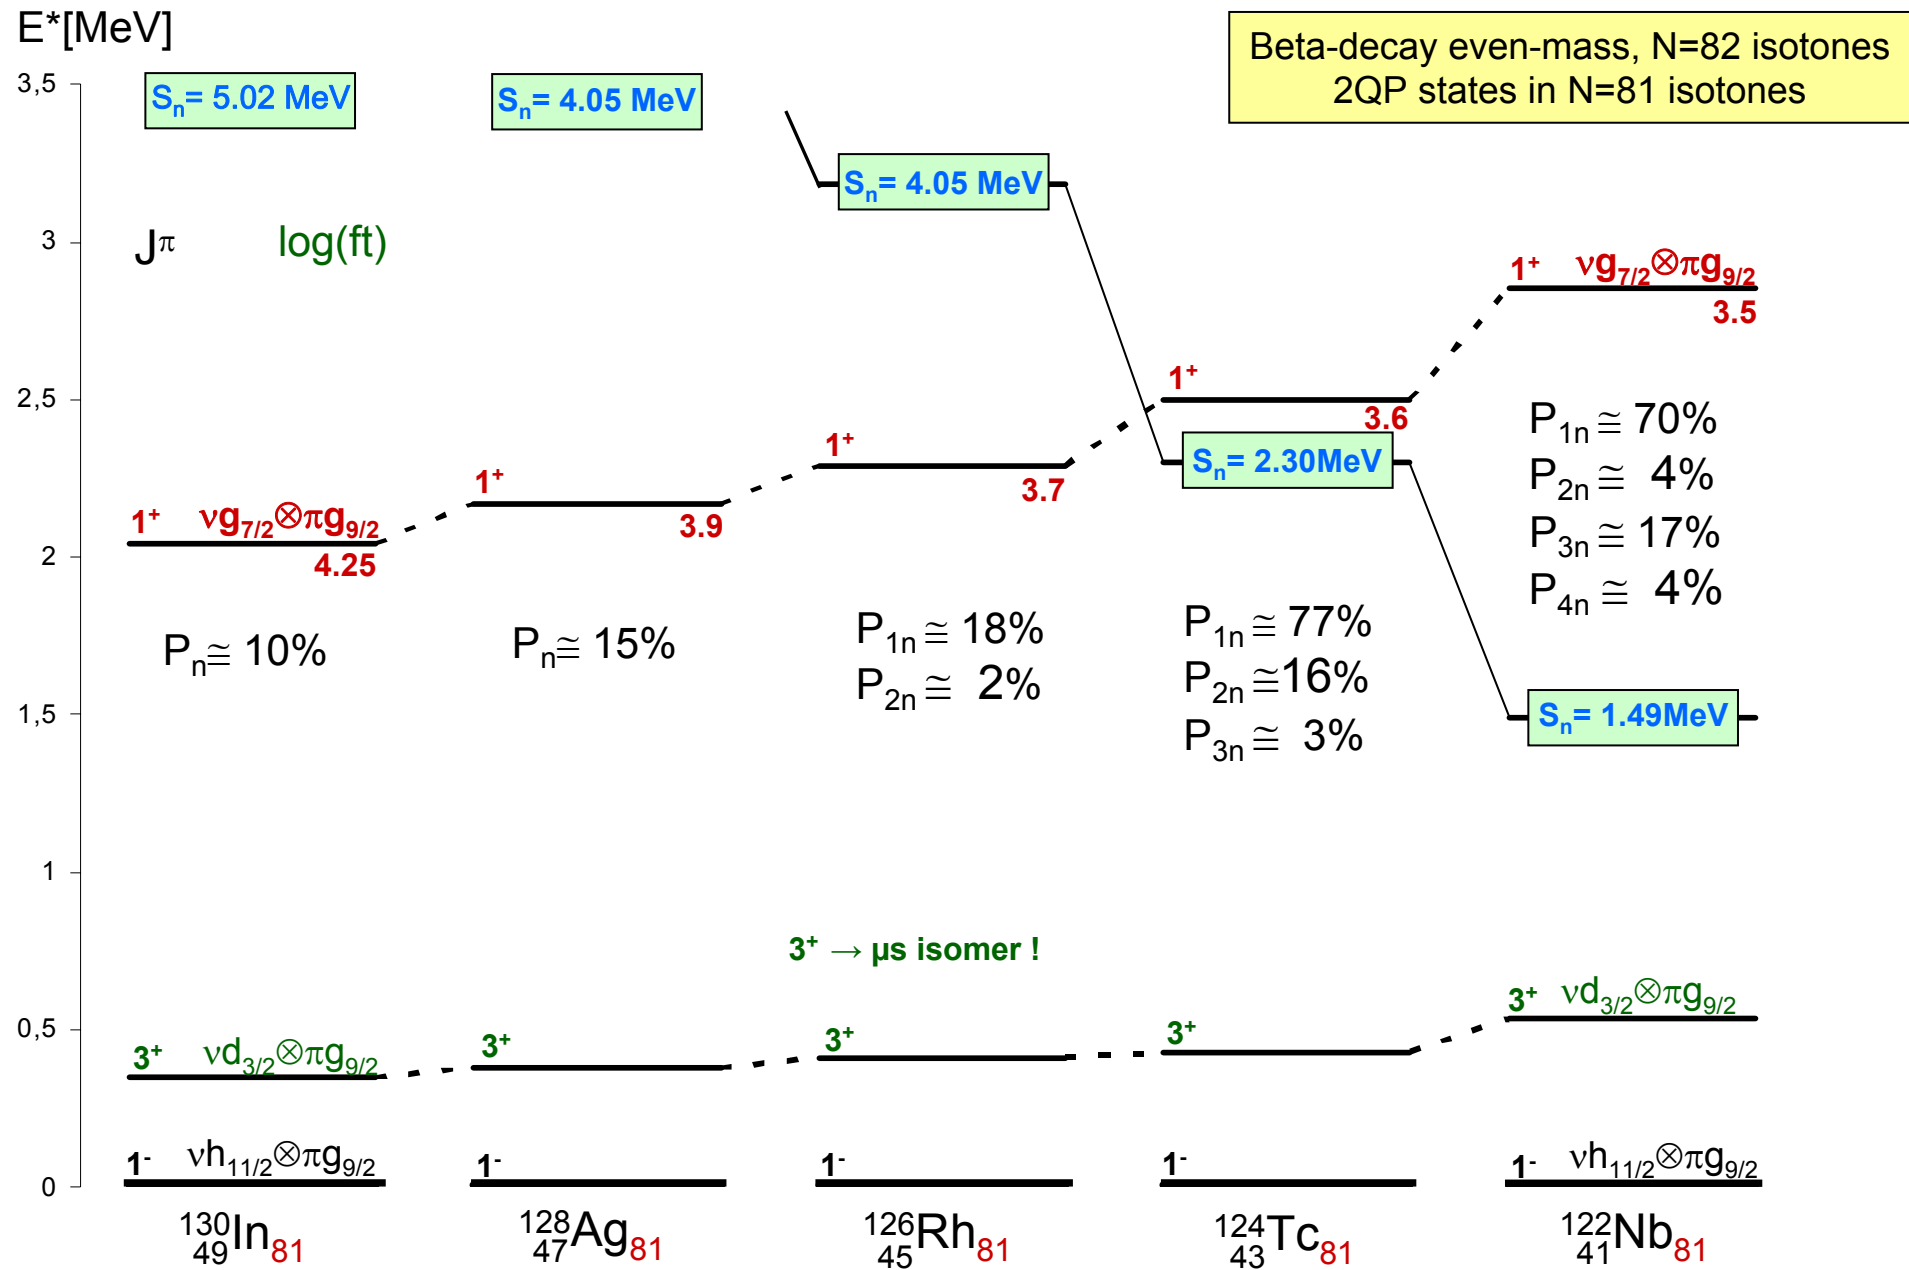 E*[MeV]
Beta-decay even-mass, N=82 isotones
2QP states in N=81 isotones
3,5
Sn= 5.02 MeV
Sn= 4.05 MeV
Sn= 4.05 MeV
3
Jπ log(ft)
1+ νg7/2⊗πg9/2
3.5
2,5
1+
3.6
Sn= 2.30MeV
P1n ≅ 70%
P2n ≅ 4%
P3n ≅ 17%
P4n ≅ 4%
1+
3.7
1+
3.9
2
1+ νg7/2⊗πg9/2
4.25
Pn≅ 10%
Pn≅ 15%
P1n ≅ 18%
P2n ≅ 2%
P1n ≅ 77%
P2n ≅16%
P3n ≅ 3%
1,5
Sn= 1.49MeV
1
3+ → µs isomer !
0,5
3+ νd3/2⊗πg9/2
3+
3+
3+
3+ νd3/2⊗πg9/2
0
1- νh11/2⊗πg9/2
1-
1-
1-
1- νh11/2⊗πg9/2
130 49In81
128 47Ag81
126 45Rh81
124 43Tc81
122 41Nb81